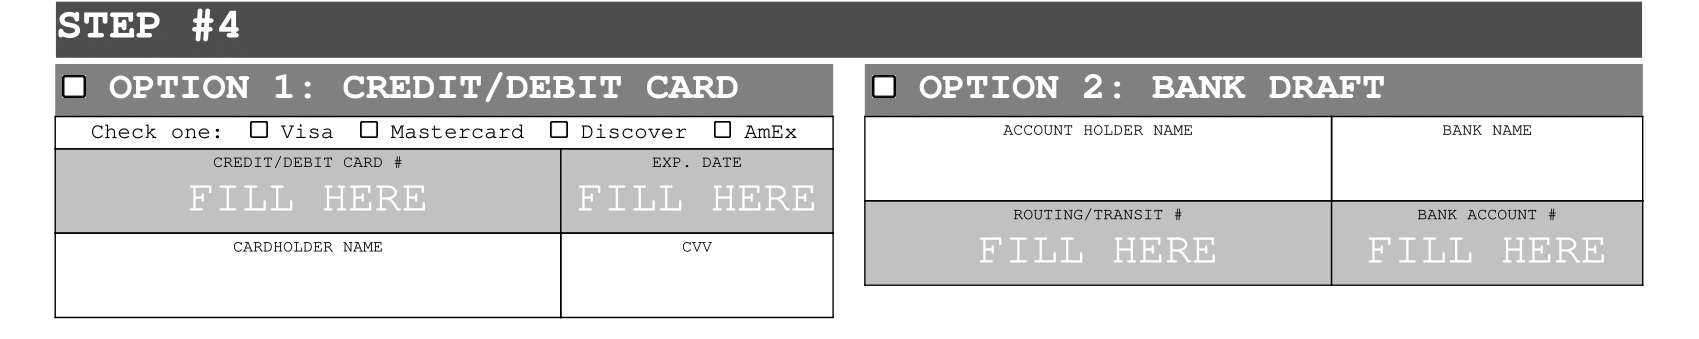 STEP #4
OPTION 1: CREDIT/DEBIT CARD
Check one: Visa Mastercard Discover AmEx
CREDIT/DEBIT CARD #
EXP. DATE
FILL HERE
FILL HERE
CARDHOLDER NAME
CVV
OPTION 2: BANK DRAFT
ACCOUNT HOLDER NAME
BANK NAME
ROUTING/TRANSIT #
BANK ACCOUNT #
FILL HERE
FILL HERE